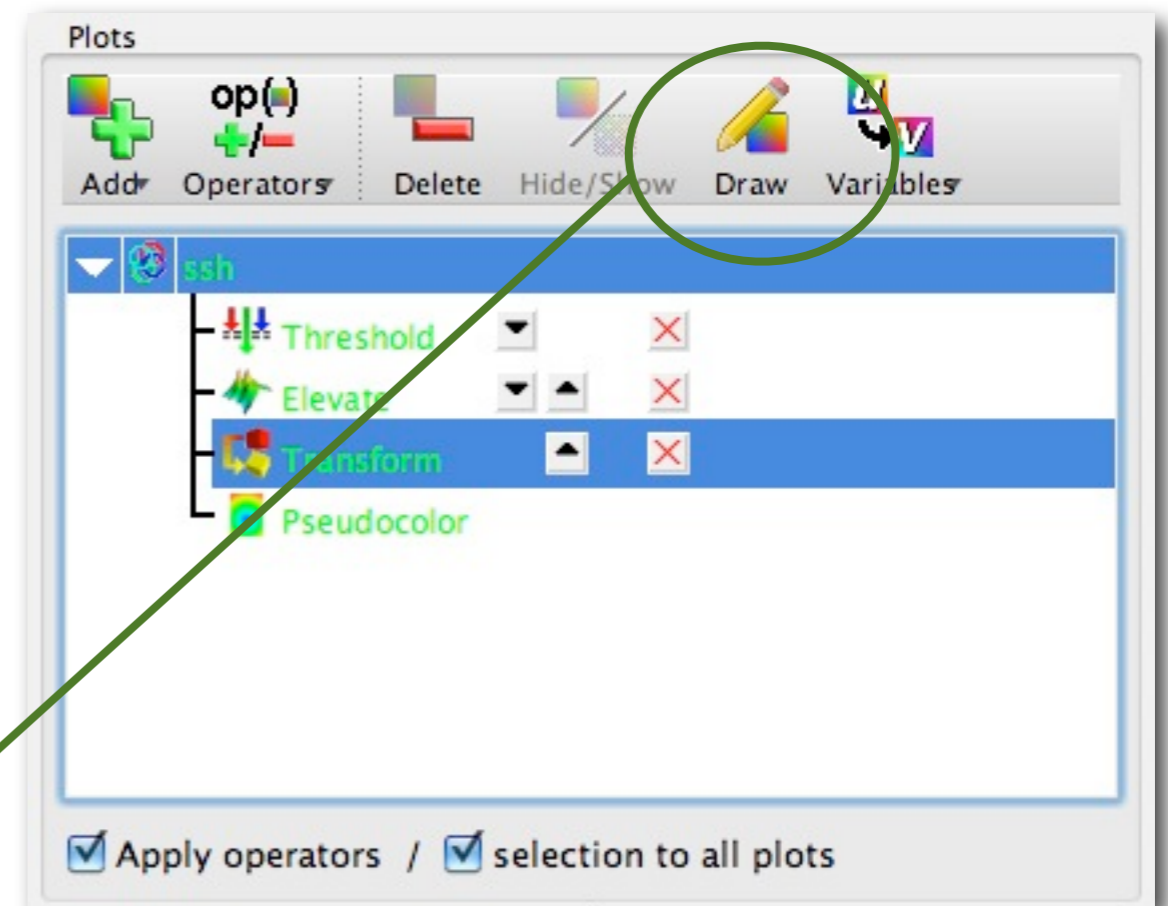 Plots
op( )
+/-
Add Operators Delete Hide/Show Draw Variables
ssh
Threshold
Elevate
Transform
Pseudocolor
Apply operators / selection to all plots